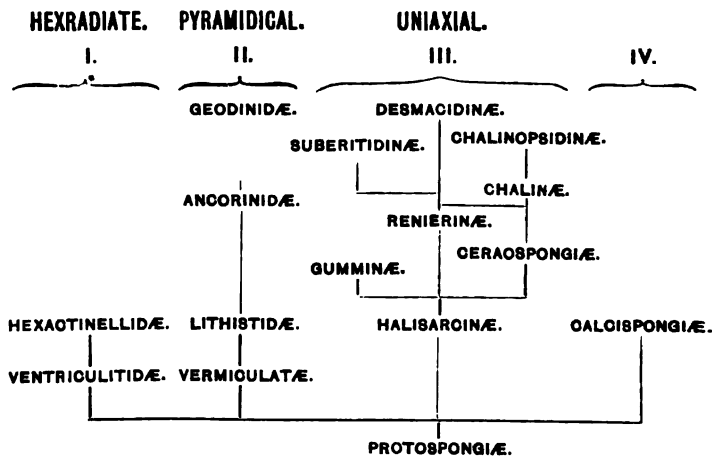 HEXRADIATE. PYRAMIDICAL. UNIAXIAL.
I. II. III. IV.
GEODINIDÆ. DESMACIDINÆ.
SUBERITIDINÆ. CHALINOPSIDINÆ.
ANCORINIDÆ. CHALINÆ.
RENIERINÆ.
GUMMINÆ. CERAOSPONGIÆ.
HEXACTINELLIDÆ. LITHISTIDÆ. HALISARCINÆ. CALCISPONGIÆ.
VENTRICULITIDÆ. VERMICULATÆ.
PROTOSPONGIÆ.